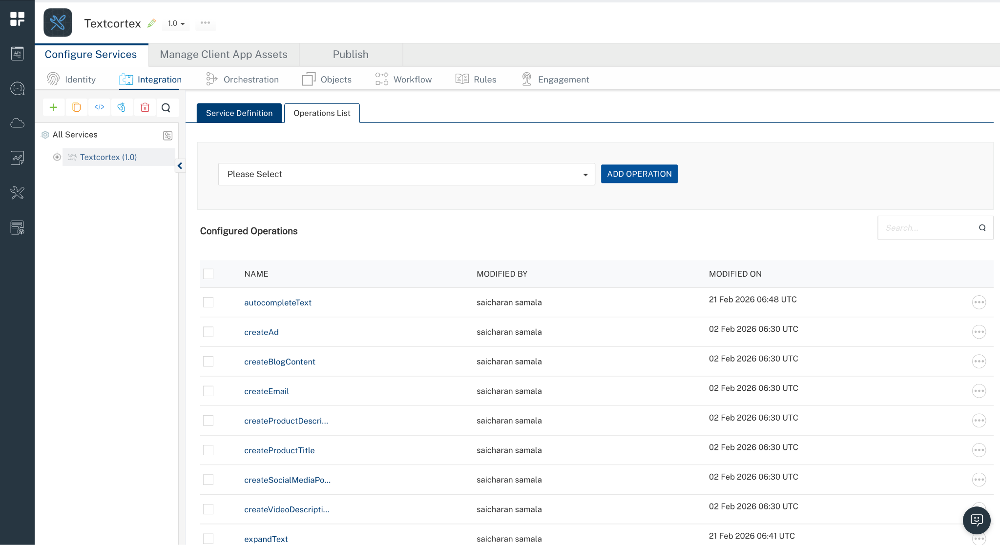 Textcortex
1.0
Configure Services
Manage Client App Assets
Publish
Identity
Integration
Orchestration
Objects
Workflow
Rules
Engagement
API
</>
All Services
Textcortex (1.0)
Service Definition
Operations List
Please Select
ADD OPERATION
Configured Operations
Search...
NAME MODIFIED BY MODIFIED ON
autocompleteText saicharan samala 21 Feb 2026 06:48 UTC
createAd saicharan samala 02 Feb 2026 06:30 UTC
createBlogContent saicharan samala 02 Feb 2026 06:30 UTC
createEmail saicharan samala 02 Feb 2026 06:30 UTC
createProductDescri... saicharan samala 02 Feb 2026 06:30 UTC
createProductTitle saicharan samala 02 Feb 2026 06:30 UTC
createSocialMediaPo... saicharan samala 02 Feb 2026 06:30 UTC
createVideoDescripti... saicharan samala 02 Feb 2026 06:30 UTC
expandText saicharan samala 21 Feb 2026 06:41 UTC